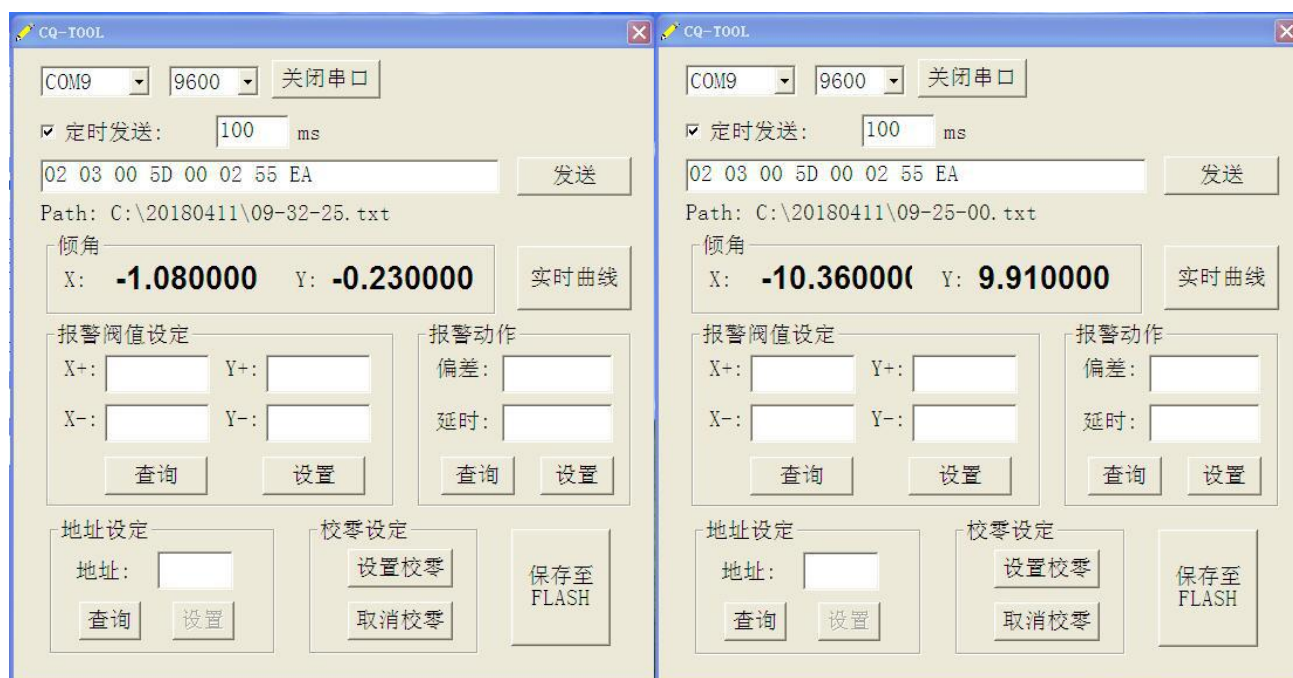 CQ-TOOL
COM9 9600 关闭串口
定时发送: 100 ms
02 03 00 5D 00 02 55 EA 发送
Path: C:\20180411\09-32-25.txt
倾角
X: -1.080000 Y: -0.230000 实时曲线
报警阀值设定 报警动作
X+: Y+: 偏差:
X-: Y-: 延时:
查询 设置 查询 设置
地址设定 校零设定
地址: 设置校零
查询 设置 取消校零
保存至
FLASH
CQ-TOOL
COM9 9600 关闭串口
定时发送: 100 ms
02 03 00 5D 00 02 55 EA 发送
Path: C:\20180411\09-25-00.txt
倾角
X: -10.36000 Y: 9.910000 实时曲线
报警阀值设定 报警动作
X+: Y+: 偏差:
X-: Y-: 延时:
查询 设置 查询 设置
地址设定 校零设定
地址: 设置校零
查询 设置 取消校零
保存至
FLASH